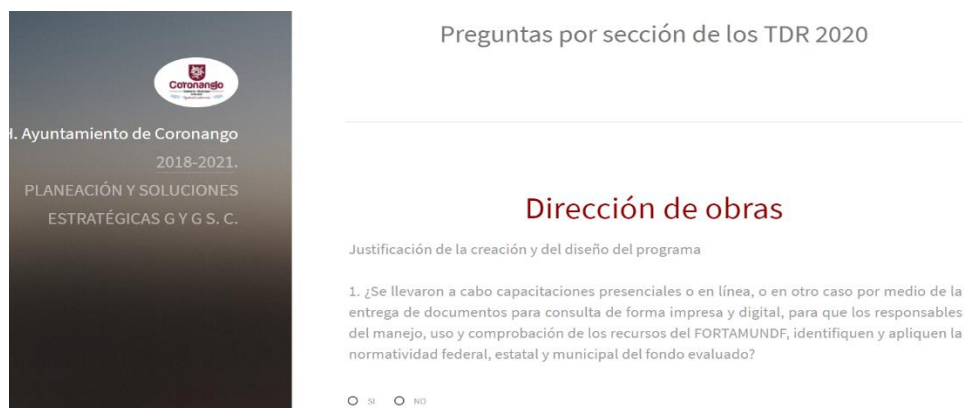 Coronango
H. Ayuntamiento de Coronango
2018-2021.
PLANEACIÓN Y SOLUCIONES
ESTRATÉGICAS G Y G S. C.
Preguntas por sección de los TDR 2020
Dirección de obras
Justificación de la creación y del diseño del programa
1. ¿Se llevaron a cabo capacitaciones presenciales o en línea, o en otro caso por medio de la
entrega de documentos para consulta de forma impresa y digital, para que los responsables
del manejo, uso y comprobación de los recursos del FORTAMUNDF, identifiquen y apliquen la
normatividad federal, estatal y municipal del fondo evaluado?
SI NO